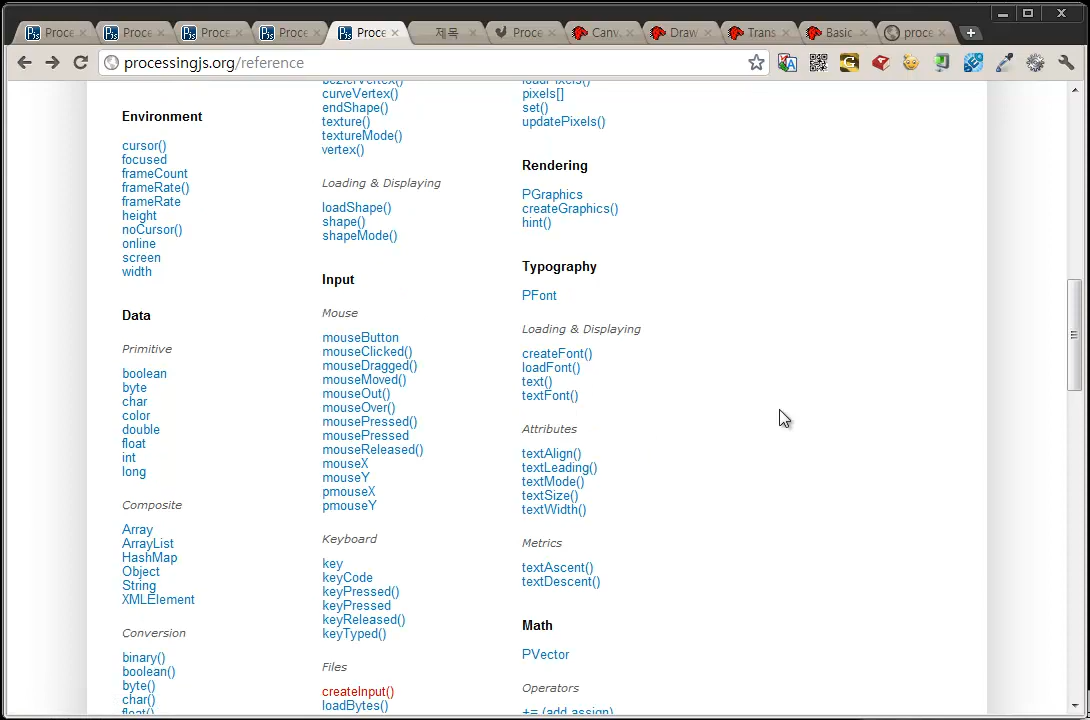 Proce
Proce
Proce
Proce
Proce
제목
Proce
Canv
Draw
Trans
Basic
proce
processingjs.org/reference
Environment
cursor()
focused
frameCount
frameRate()
frameRate
height
noCursor()
online
screen
width
Data
Primitive
boolean
byte
char
color
double
float
int
long
Composite
Array
ArrayList
HashMap
Object
String
XMLElement
Conversion
binary()
boolean()
byte()
char()
float()
bezierVertex()
curveVertex()
endShape()
texture()
textureMode()
vertex()
Loading & Displaying
loadShape()
shape()
shapeMode()
Input
Mouse
mouseButton
mouseClicked()
mouseDragged()
mouseMoved()
mouseOut()
mouseOver()
mousePressed()
mousePressed
mouseReleased()
mouseX
mouseY
pmouseX
pmouseY
Keyboard
key
keyCode
keyPressed()
keyPressed
keyReleased()
keyTyped()
Files
createInput()
loadBytes()
loadPixels()
pixels[]
set()
updatePixels()
Rendering
PGraphics
createGraphics()
hint()
Typography
PFont
Loading & Displaying
createFont()
loadFont()
text()
textFont()
Attributes
textAlign()
textLeading()
textMode()
textSize()
textWidth()
Metrics
textAscent()
textDescent()
Math
PVector
Operators
+= (add assign)